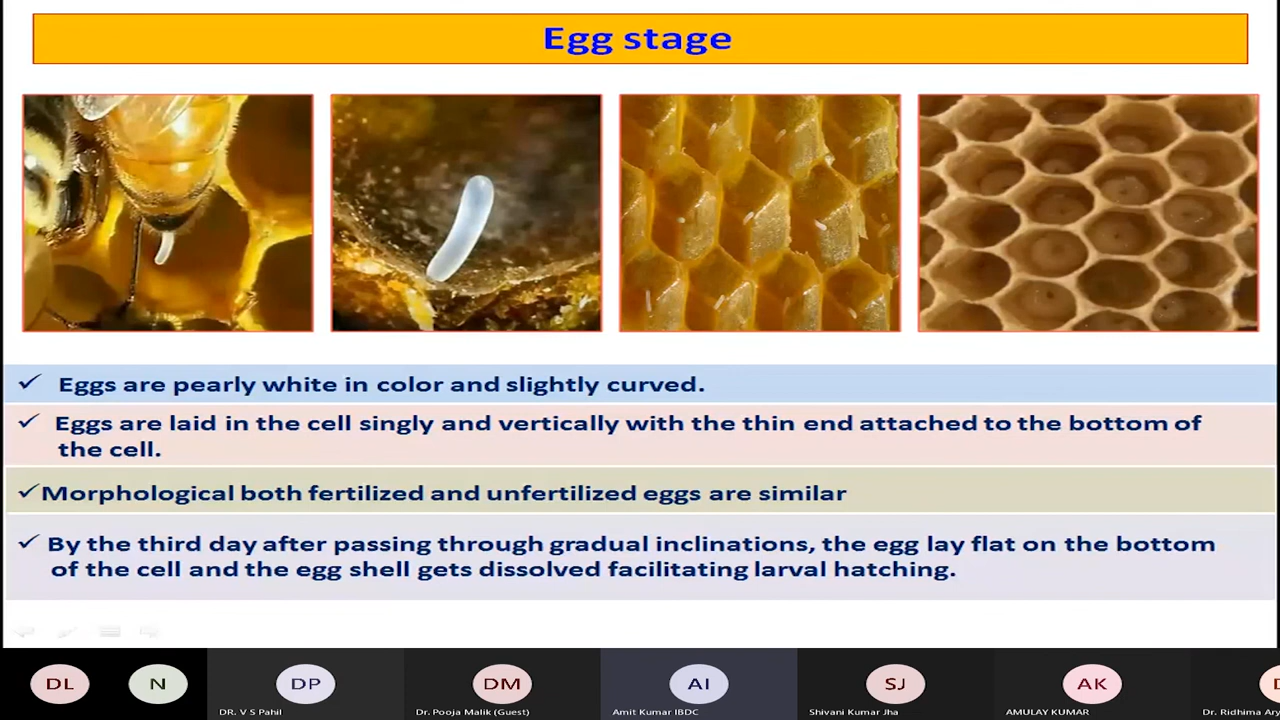 Egg stage
✓ Eggs are pearly white in color and slightly curved.
✓ Eggs are laid in the cell singly and vertically with the thin end attached to the bottom of
the cell.
✓Morphological both fertilized and unfertilized eggs are similar
✓ By the third day after passing through gradual inclinations, the egg lay flat on the bottom
of the cell and the egg shell gets dissolved facilitating larval hatching.
DL N DP DM AI SJ AK
DR. V S Pahil Dr. Pooja Malik (Guest) Amit Kumar IBDC Shivani Kumar Jha AMULAY KUMAR Dr. Ridhima